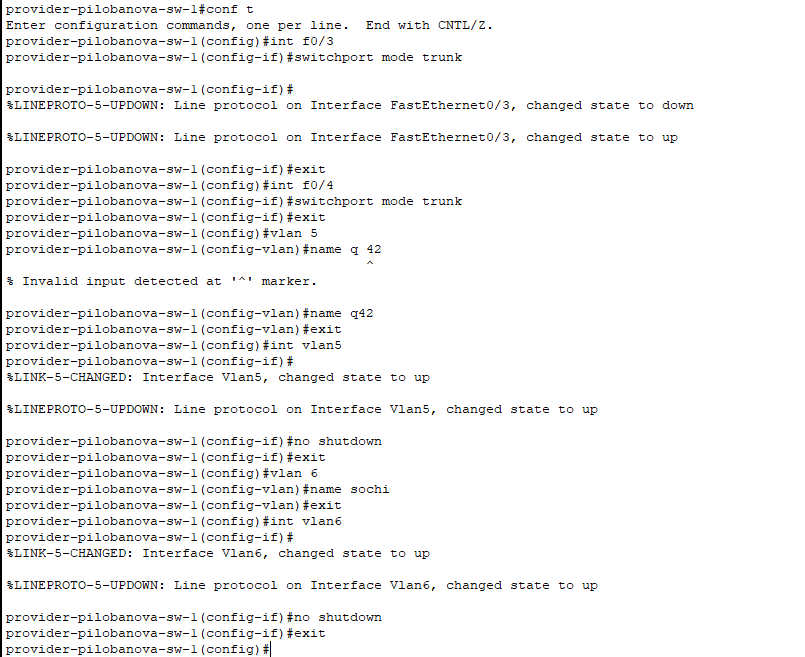 provider-pilobanova-sw-1#conf t
Enter configuration commands, one per line.  End with CNTL/Z.
provider-pilobanova-sw-1(config)#int f0/3
provider-pilobanova-sw-1(config-if)#switchport mode trunk
provider-pilobanova-sw-1(config-if)#
%LINEPROTO-5-UPDOWN: Line protocol on Interface FastEthernet0/3, changed state to down
%LINEPROTO-5-UPDOWN: Line protocol on Interface FastEthernet0/3, changed state to up
provider-pilobanova-sw-1(config-if)#exit
provider-pilobanova-sw-1(config)#int f0/4
provider-pilobanova-sw-1(config-if)#switchport mode trunk
provider-pilobanova-sw-1(config-if)#exit
provider-pilobanova-sw-1(config)#vlan 5
provider-pilobanova-sw-1(config-vlan)#name q 42
^
% Invalid input detected at '^' marker.
provider-pilobanova-sw-1(config-vlan)#name q42
provider-pilobanova-sw-1(config-vlan)#exit
provider-pilobanova-sw-1(config)#int vlan5
provider-pilobanova-sw-1(config-if)#
%LINK-5-CHANGED: Interface Vlan5, changed state to up
%LINEPROTO-5-UPDOWN: Line protocol on Interface Vlan5, changed state to up
provider-pilobanova-sw-1(config-if)#no shutdown
provider-pilobanova-sw-1(config-if)#exit
provider-pilobanova-sw-1(config)#vlan 6
provider-pilobanova-sw-1(config-vlan)#name sochi
provider-pilobanova-sw-1(config-vlan)#exit
provider-pilobanova-sw-1(config)#int vlan6
provider-pilobanova-sw-1(config-if)#
%LINK-5-CHANGED: Interface Vlan6, changed state to up
%LINEPROTO-5-UPDOWN: Line protocol on Interface Vlan6, changed state to up
provider-pilobanova-sw-1(config-if)#no shutdown
provider-pilobanova-sw-1(config-if)#exit
provider-pilobanova-sw-1(config)#